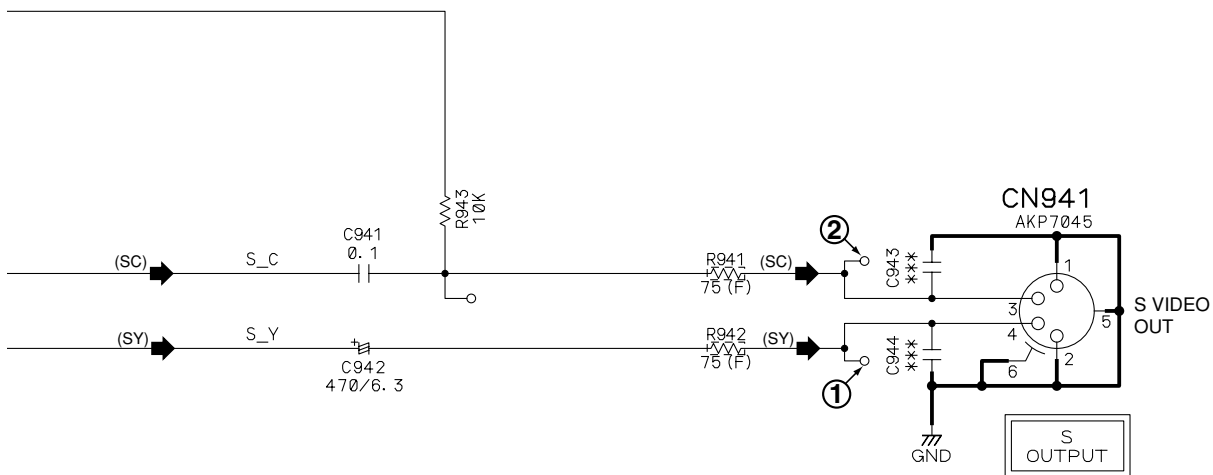 R943
10K
CN941
AKP7045
②
C941
0.1
(SC)
S_C
R941
75(F)
(SC)
C943
***
1
3
5
S VIDEO
OUT
(SY)
S_Y
C942
470/6.3
R942
75(F)
(SY)
C944
***
4
2
6
①
GND
S
OUTPUT